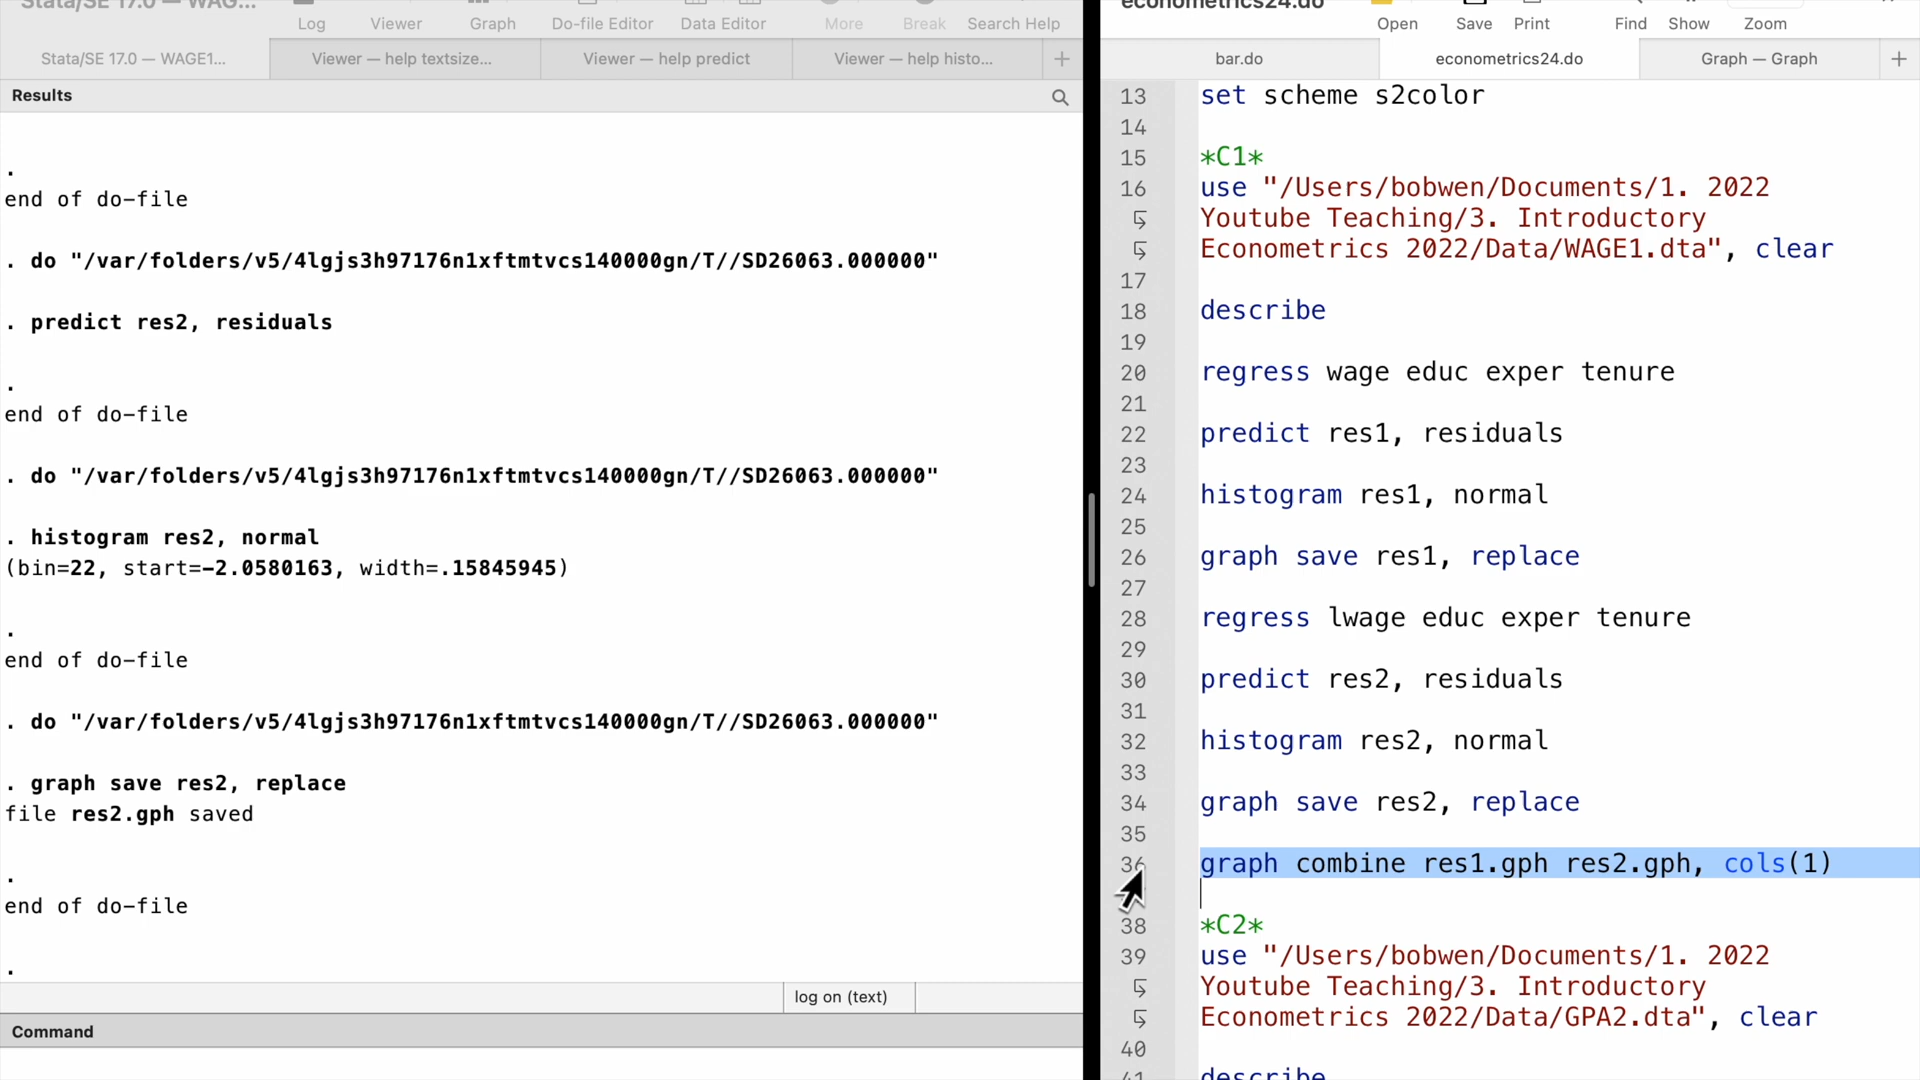 Stata/SE 17.0 — WAG...
Log
Viewer
Graph
Do-file Editor
Data Editor
More
Break
Search Help
Stata/SE 17.0 — WAGE1...
Viewer — help textsize...
Viewer — help predict
Viewer — help histo...
+
Results
.
end of do-file
. do "/var/folders/v5/4lgjs3h97176n1xftmtvcs140000gn/T//SD26063.000000"
. predict res2, residuals
.
end of do-file
. do "/var/folders/v5/4lgjs3h97176n1xftmtvcs140000gn/T//SD26063.000000"
. histogram res2, normal
(bin=22, start=-2.0580163, width=.15845945)
.
end of do-file
. do "/var/folders/v5/4lgjs3h97176n1xftmtvcs140000gn/T//SD26063.000000"
. graph save res2, replace
file res2.gph saved
.
end of do-file
.
log on (text)
Command
econometrics24.do
Open
Save
Print
Find
Show
Zoom
bar.do
econometrics24.do
Graph — Graph
+
13 set scheme s2color
14
15 *C1*
16 use "/Users/bobwen/Documents/1. 2022
Youtube Teaching/3. Introductory
Econometrics 2022/Data/WAGE1.dta", clear
17
18 describe
19
20 regress wage educ exper tenure
21
22 predict res1, residuals
23
24 histogram res1, normal
25
26 graph save res1, replace
27
28 regress lwage educ exper tenure
29
30 predict res2, residuals
31
32 histogram res2, normal
33
34 graph save res2, replace
35
36 graph combine res1.gph res2.gph, cols(1)
38 *C2*
39 use "/Users/bobwen/Documents/1. 2022
Youtube Teaching/3. Introductory
Econometrics 2022/Data/GPA2.dta", clear
40
41 describe